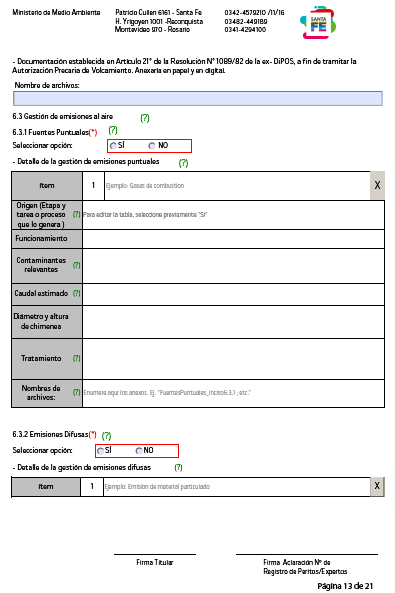 Ministerio de Medio Ambiente
Patricio Cullen 6161 - Santa Fe
0342-4579210 /11/16
H. Yrigoyen 1001 -Reconquista
03482-449189
Montevideo 970 - Rosario
0341-4294100
SANTA FE
- Documentación establecida en Artículo 21° de la Resolución N° 1089/82 de la ex- DiPOS, a fin de tramitar la
Autorización Precaria de Volcamiento. Anexarla en papel y en digital.
Nombre de archivos:
6.3 Gestión de emisiones al aire (?)
6.3.1 Fuentes Puntuales(*) (?)
Seleccionar opción: SÍ NO
- Detalle de la gestión de emisiones puntuales (?)
Ítem 1 Ejemplo: Gases de combustion X
Origen (Etapa y
tarea o proceso (?) Para editar la tabla, seleccione previamente "Sí"
que lo genera )
Funcionamiento
Contaminantes (?)
relevantes
Caudal estimado (?)
Diámetro y altura
de chimenea
Tratamiento (?)
Nombres de (?) Enumere aquí los anexos. Ej. "FuentesPuntuales_Inciso6.3.1 ; etc."
archivos:
6.3.2 Emisiones Difusas(*) (?)
Seleccionar opción: SÍ NO
- Detalle de la gestión de emisiones difusas (?)
Ítem 1 Ejemplo: Emisión de material particulado X
Firma Titular
Firma Aclaración Nº de
Registro de Peritos/Expertos
Página 13 de 21